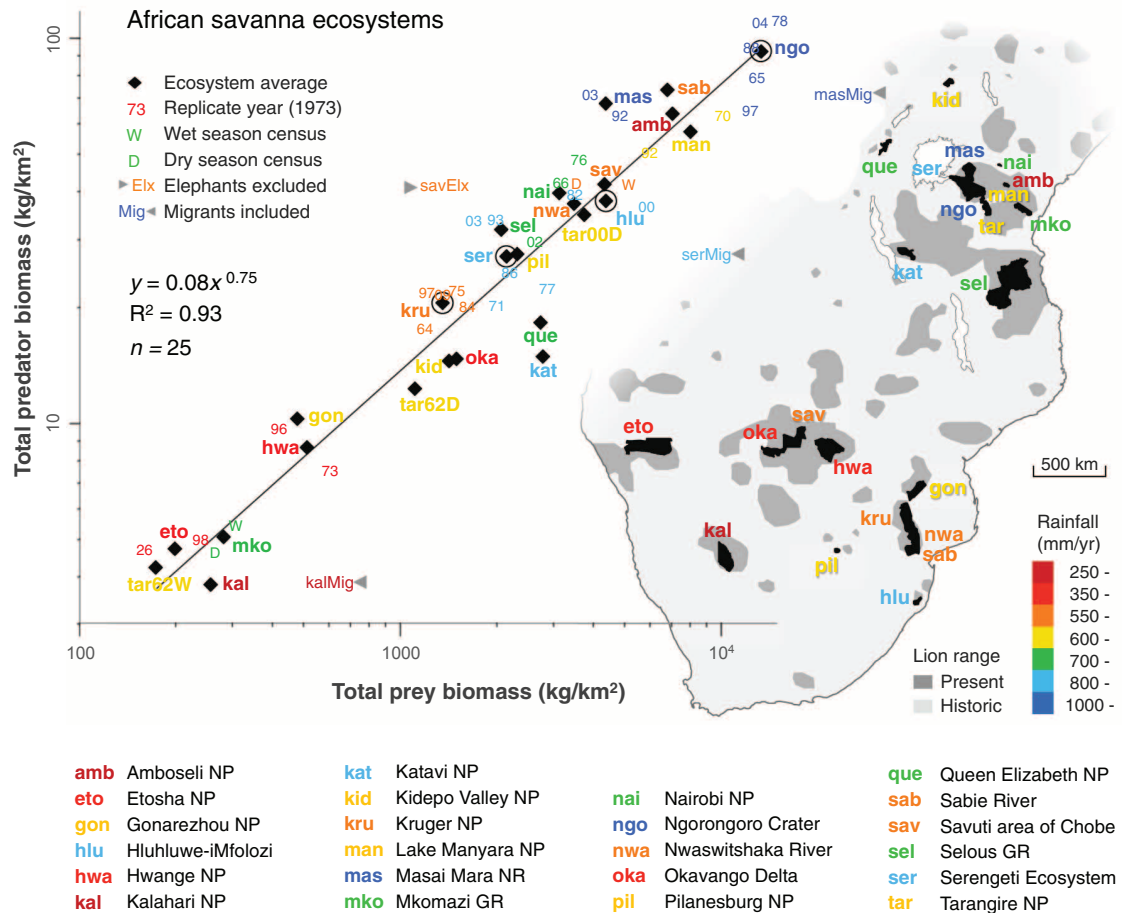 African savanna ecosystems
Ecosystem average
73 Replicate year (1973)
W Wet season census
D Dry season census
Elx Elephants excluded
Mig Migrants included
y = 0.08x^0.75
R² = 0.93
n = 25
Total predator biomass (kg/km²)
100
10
04 78
ngo
65
97
masMig
03 mas
92
sab
amb
70
man
92
76
sav
savElx
nai 66 D W
82
nwa
hlu 00
tar00D
03 93
sel
02
ser
pil
serMig
86
77
71
97 75
kru
84
64
que
kat
kid
oka
tar62D
gon
96
hwa
73
eto
26
98
W
D
mko
tar62W
kal
kalMig
100
1000
10⁴
Total prey biomass (kg/km²)
kid
que
mas
nai
ser
amb
man
ngo
tar
mko
kat
sel
eto
oka
sav
hwa
gon
kru
nwa
sab
kal
pil
hlu
500 km
Rainfall
(mm/yr)
250 -
350 -
550 -
600 -
700 -
800 -
1000 -
Lion range
Present
Historic
amb Amboseli NP
eto Etosha NP
gon Gonarezhou NP
hlu Hluhluwe-iMfolozi
hwa Hwange NP
kal Kalahari NP
kat Katavi NP
kid Kidepo Valley NP
kru Kruger NP
man Lake Manyara NP
mas Masai Mara NR
mko Mkomazi GR
nai Nairobi NP
ngo Ngorongoro Crater
nwa Nwaswitshaka River
oka Okavango Delta
pil Pilanesburg NP
que Queen Elizabeth NP
sab Sabie River
sav Savuti area of Chobe
sel Selous GR
ser Serengeti Ecosystem
tar Tarangire NP